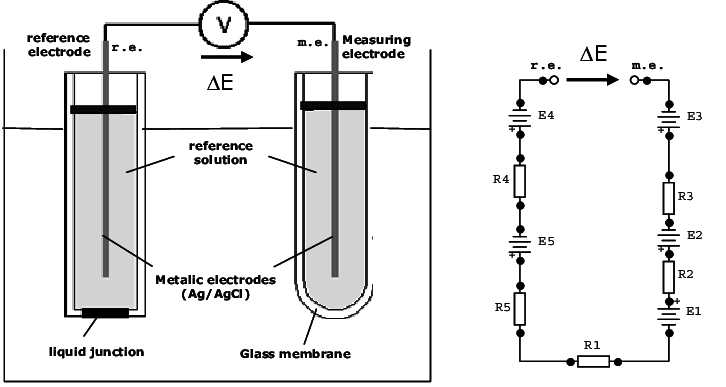 reference
electrode
r.e.
V
ΔE
m.e.
Measuring
electrode
reference
solution
Metalic electrodes
(Ag/AgCl)
liquid junction
Glass membrane
r.e.
ΔE
m.e.
E4
+
E3
+
R4
R3
E5
+
E2
+
R2
R5
+
E1
R1